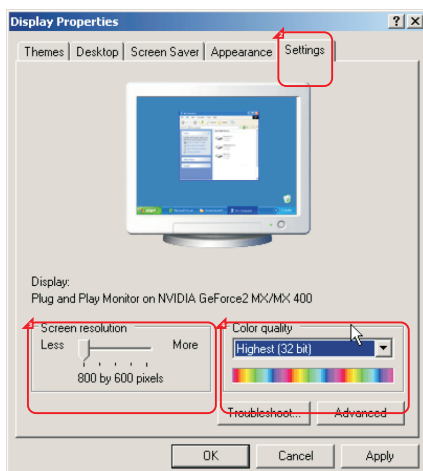 Display Properties
Themes Desktop Screen Saver Appearance Settings
Display:
Plug and Play Monitor on NVIDIA GeForce2 MX/MX 400
Screen resolution
Less More
800 by 600 pixels
Color quality
Highest (32 bit)
Troubleshoot... Advanced
OK Cancel Apply